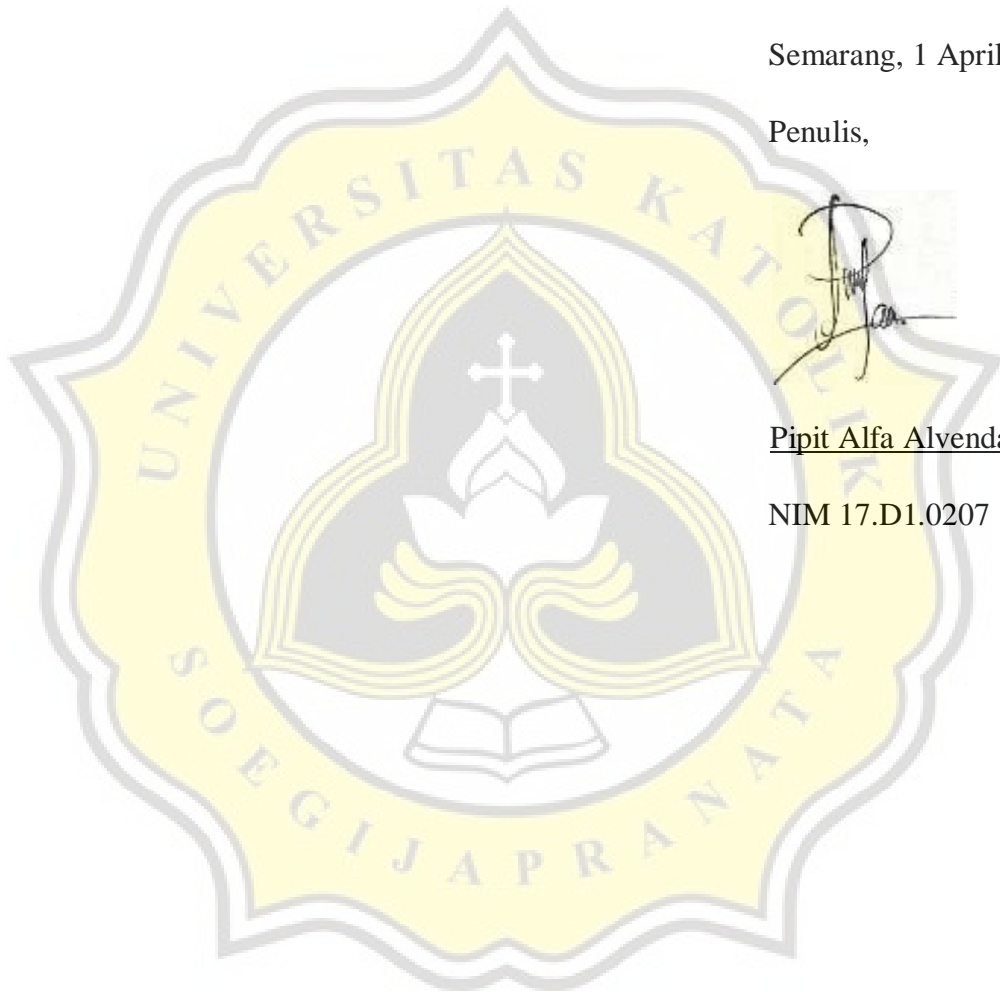 Semarang, 1 April
Penulis,
Pipit Alfa Alvenda
NIM 17.D1.0207
UNIVERSITAS KATOLIK
SOEGIJAPRANATA